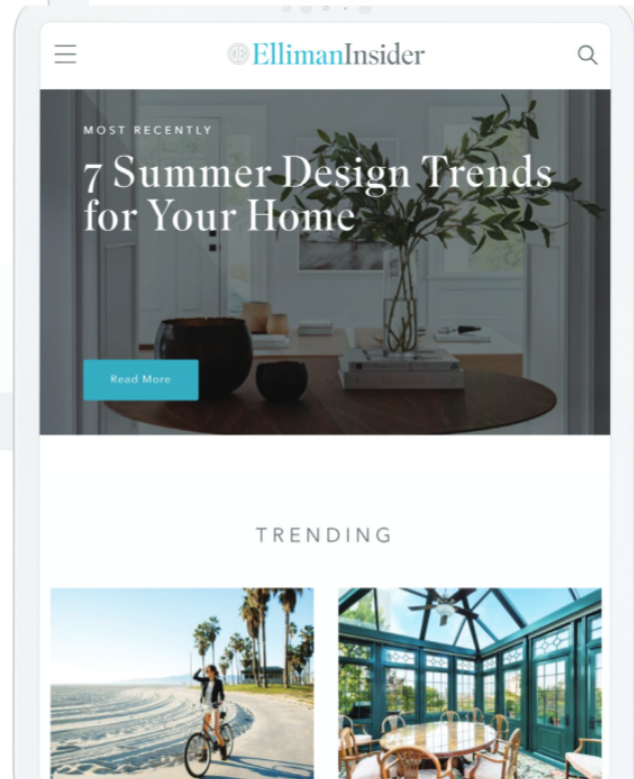 EllimanInsider
MOST RECENTLY
7 Summer Design Trends
for Your Home
Read More
TRENDING